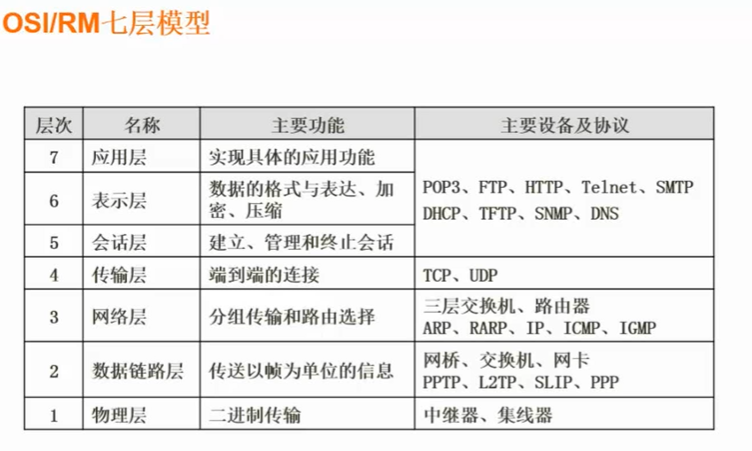 OSI/RM七层模型
层次 名称 主要功能 主要设备及协议
7 应用层 实现具体的应用功能
6 表示层 数据的格式与表达、加
密、压缩
POP3、FTP、HTTP、Telnet、SMTP
DHCP、TFTP、SNMP、DNS
5 会话层 建立、管理和终止会话
4 传输层 端到端的连接 TCP、UDP
3 网络层 分组传输和路由选择 三层交换机、路由器
ARP、RARP、IP、ICMP、IGMP
2 数据链路层 传送以帧为单位的信息 网桥、交换机、网卡
PPTP、L2TP、SLIP、PPP
1 物理层 二进制传输 中继器、集线器